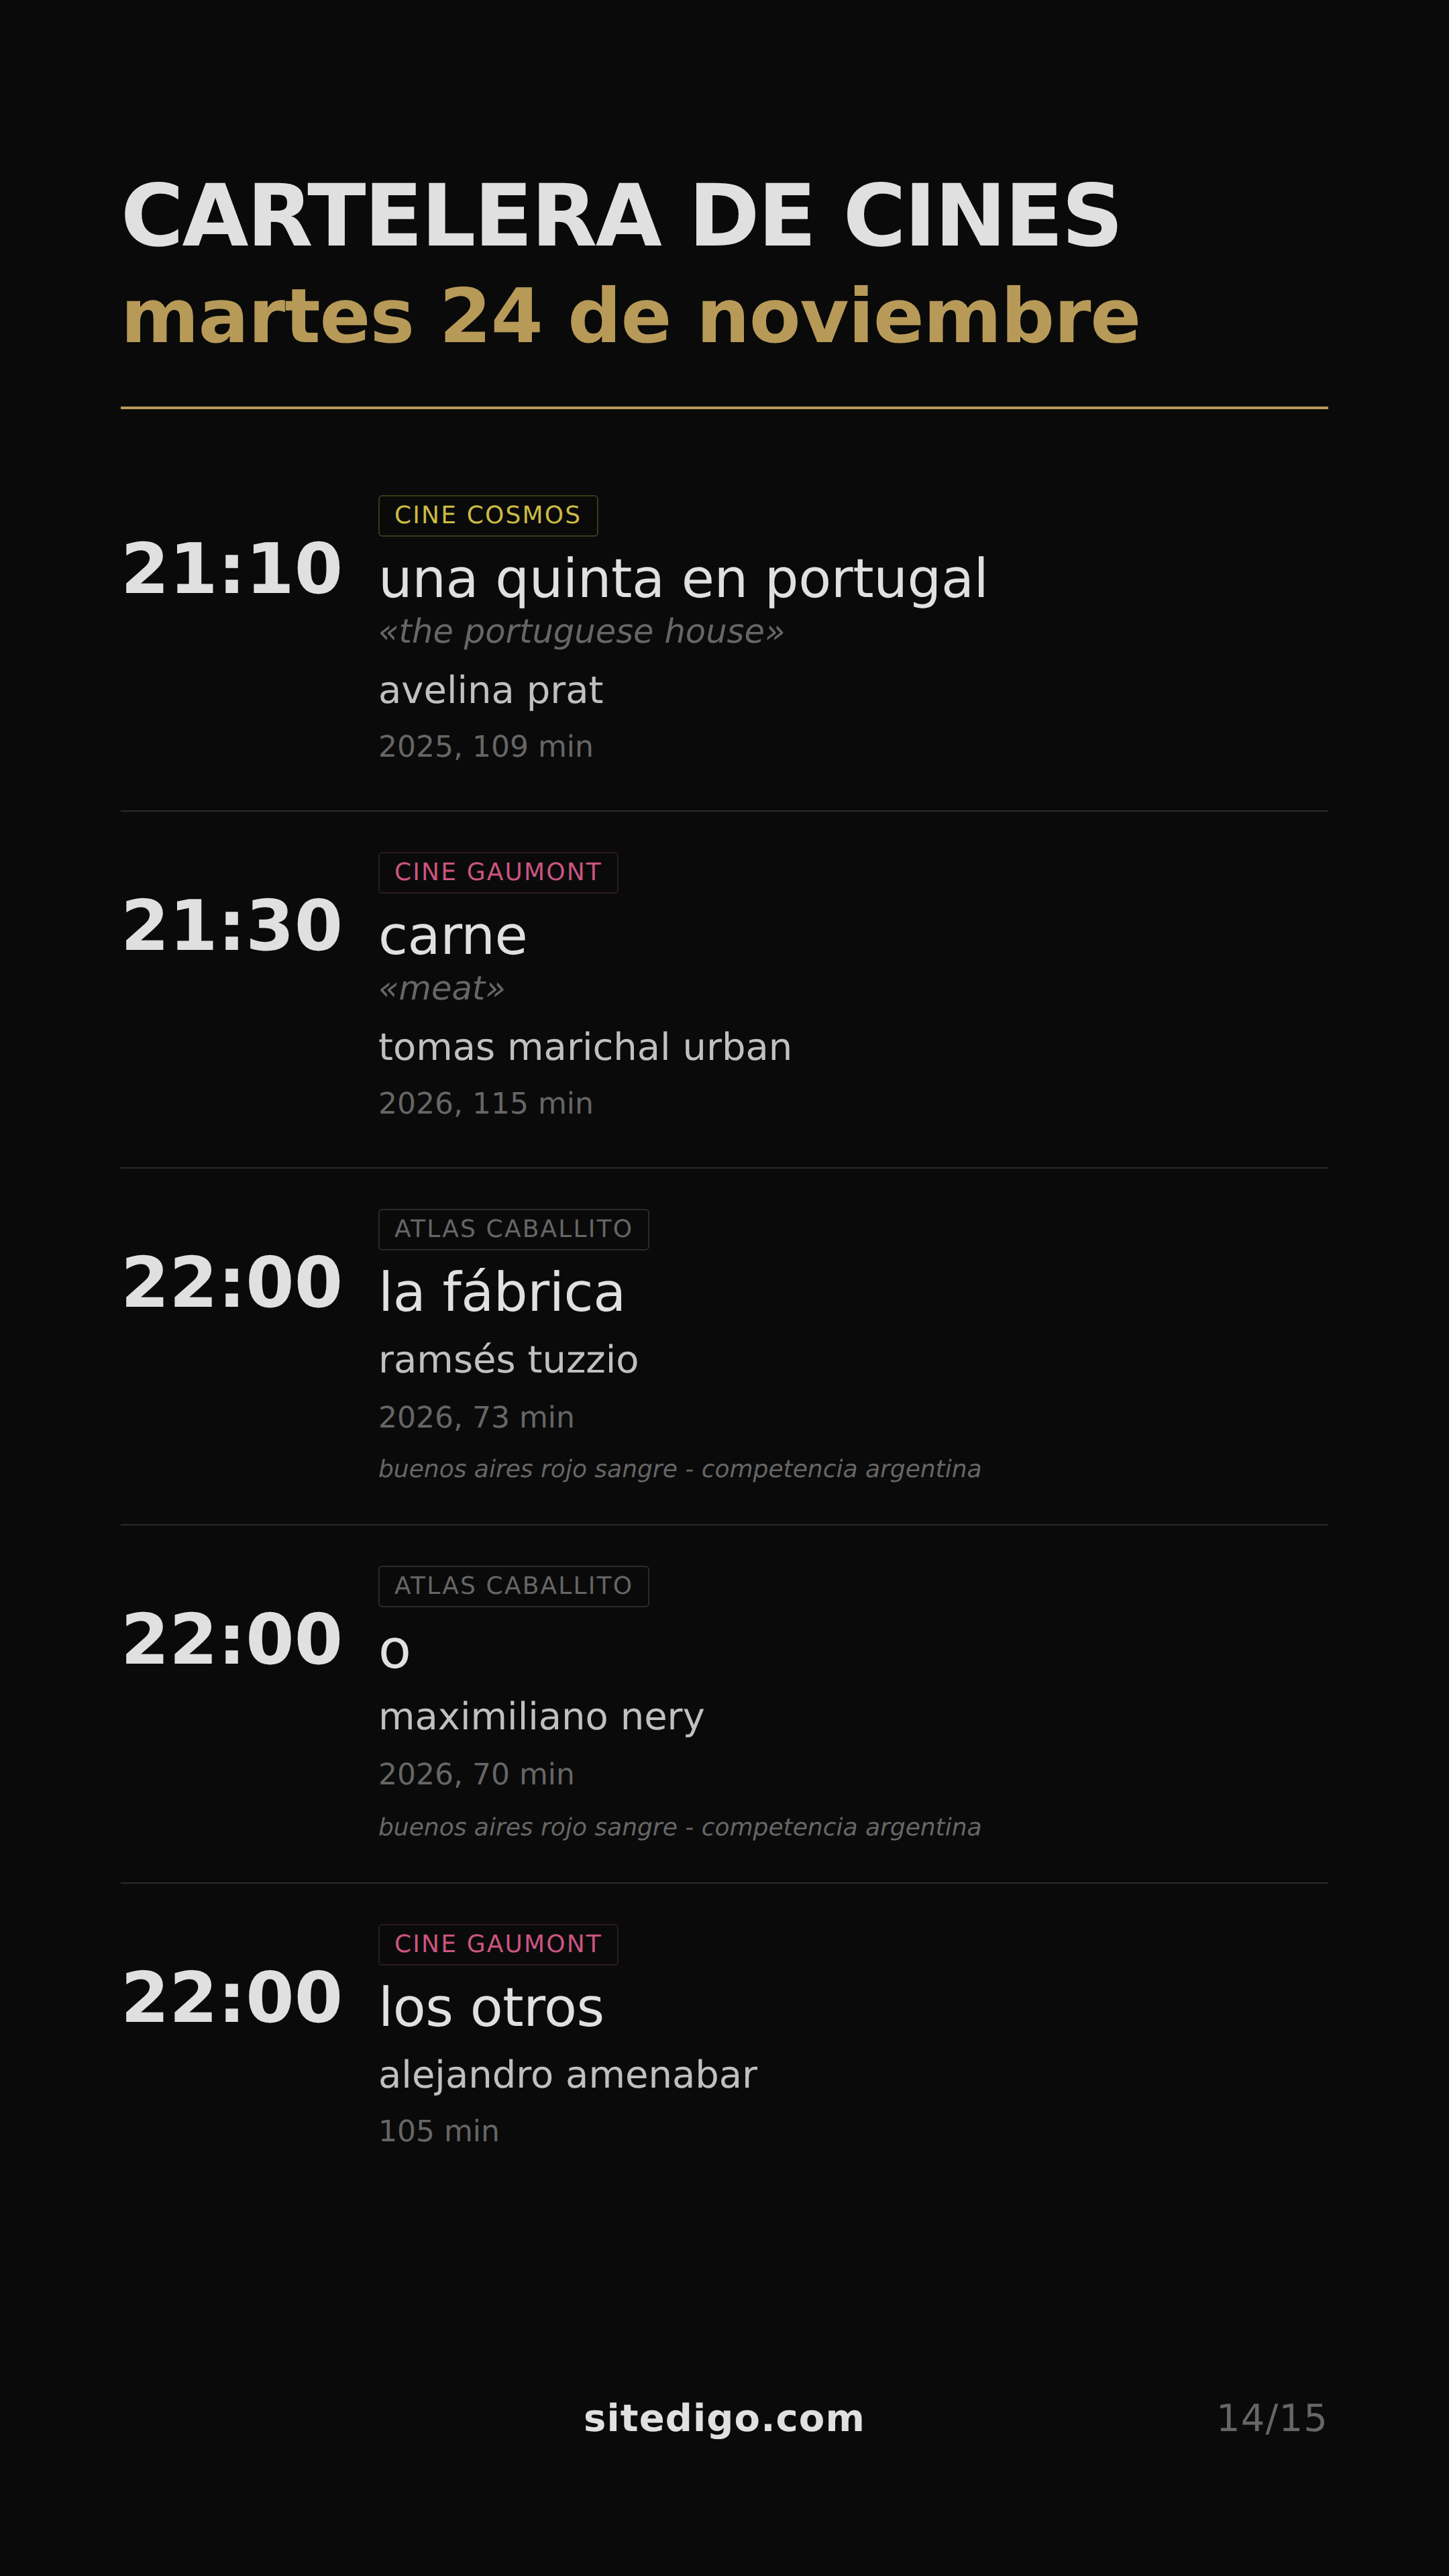 CARTELERA DE CINES
martes 24 de noviembre
CINE COSMOS
21:10
una quinta en portugal
«the portuguese house»
avelina prat
2025, 109 min
CINE GAUMONT
21:30
carne
«meat»
tomas marichal urban
2026, 115 min
ATLAS CABALLITO
22:00
la fábrica
ramsés tuzzio
2026, 73 min
buenos aires rojo sangre - competencia argentina
ATLAS CABALLITO
22:00
o
maximiliano nery
2026, 70 min
buenos aires rojo sangre - competencia argentina
CINE GAUMONT
22:00
los otros
alejandro amenabar
105 min
sitedigo.com
14/15